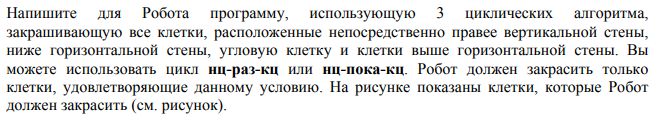 Напишите для Робота программу, использующую 3 циклических алгоритма,
закрашивающую все клетки, расположенные непосредственно правее вертикальной стены,
ниже горизонтальной стены, угловую клетку и клетки выше горизонтальной стены. Вы
можете использовать цикл нц-раз-кц или нц-пока-кц. Робот должен закрасить только
клетки, удовлетворяющие данному условию. На рисунке показаны клетки, которые Робот
должен закрасить (см. рисунок).